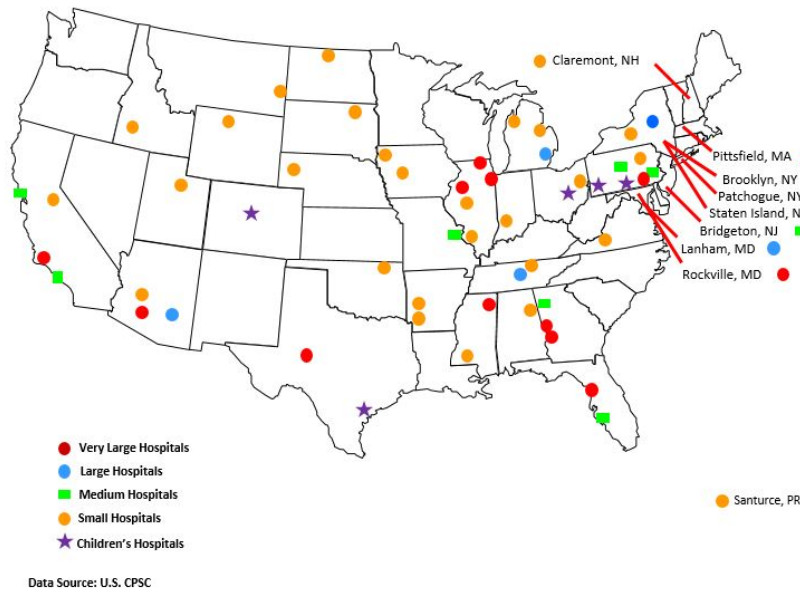 Claremont, NH
Pittsfield, MA
Brooklyn, NY
Patchogue, NY
Staten Island, N
Bridgeton, NJ
Lanham, MD
Rockville, MD
Very Large Hospitals
Large Hospitals
Medium Hospitals
Small Hospitals
Children's Hospitals
Santurce, PR
Data Source: U.S. CPSC